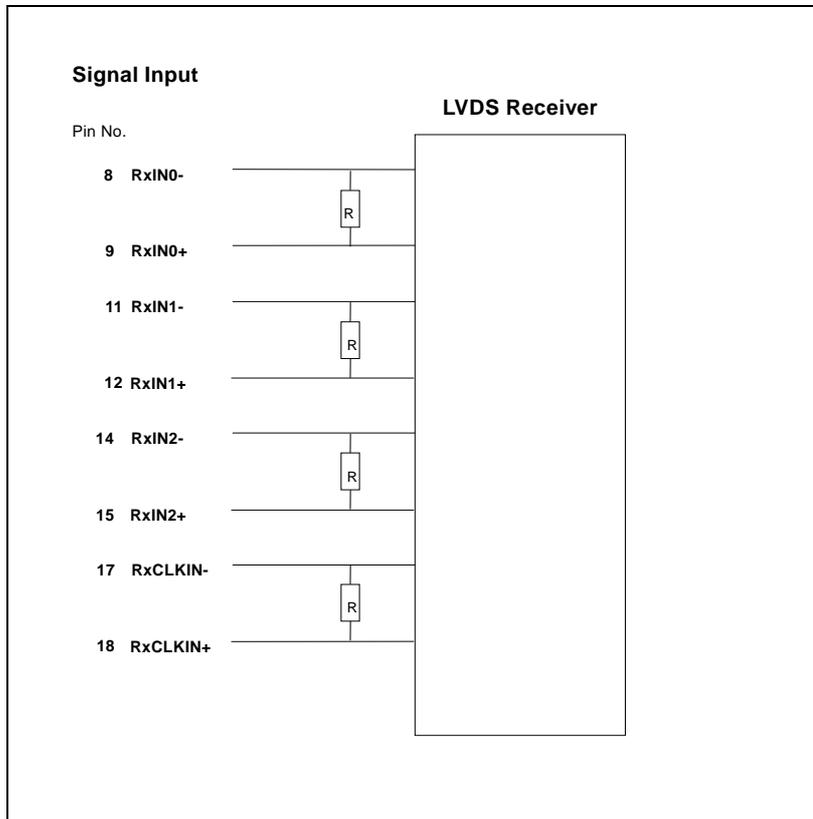 Signal Input
LVDS Receiver
Pin No.
8 RxIN0-
R
9 RxIN0+
11 RxIN1-
R
12 RxIN1+
14 RxIN2-
R
15 RxIN2+
17 RxCLKIN-
R
18 RxCLKIN+